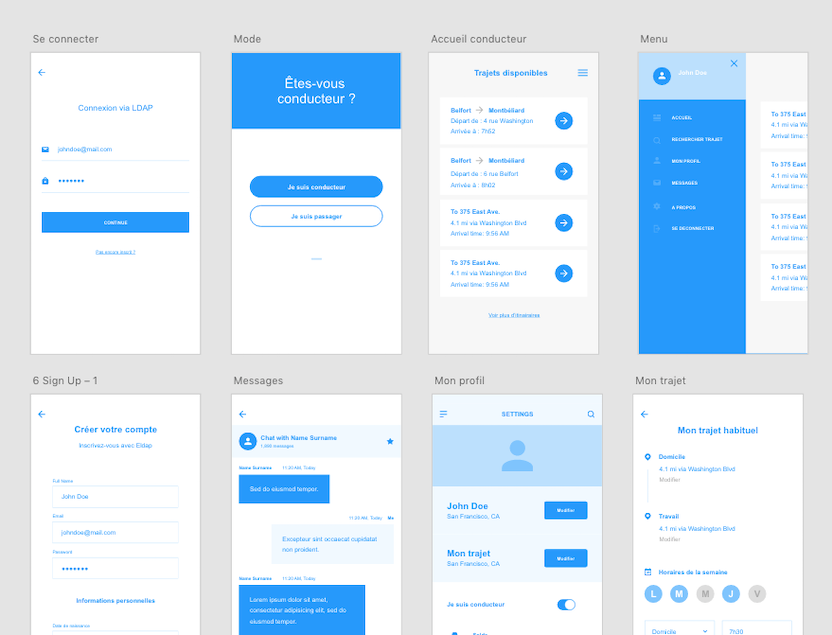 Se connecter
Connexion via LDAP
johndoe@mail.com
•••••••
CONTINUE
Pas encore inscrit ?
Mode
Êtes-vous
conducteur ?
Je suis conducteur
Je suis passager
Accueil conducteur
Trajets disponibles
Belfort → Montbéliard
Départ de : 4 rue Washington
Arrivée à : 7h52
Belfort → Montbéliard
Départ de : 6 rue Belfort
Arrivée à : 8h02
To 375 East Ave.
4.1 mi via Washington Blvd
Arrival time: 9:56 AM
To 375 East Ave.
4.1 mi via Washington Blvd
Arrival time: 9:56 AM
Voir plus d'itinéraires
Menu
John Doe
ACCUEIL
RECHERCHER TRAJET
MON PROFIL
MESSAGES
A PROPOS
SE DECONNECTER
To 375 East
4.1 mi via Wa
Arrival time:
To 375 East
4.1 mi via Wa
Arrival time:
To 375 East
4.1 mi via Wa
Arrival time:
To 375 East
4.1 mi via Wa
Arrival time:
6 Sign Up – 1
Créer votre compte
Inscrivez-vous avec Eldap
Full Name
John Doe
Email
johndoe@mail.com
Password
•••••••
Informations personnelles
Date de naissance
Messages
Chat with Name Surname
messages
Name Surname 11:20 AM, Today
Sed do eiusmod tempor.
11:20 AM, Today Me
Excepteur sint occaecat cupidatat
non proident.
Name Surname 11:20 AM, Today
Lorem ipsum dolor sit amet,
consectetur adipisicing elit, sed do
eiusmod tempor.
Mon profil
SETTINGS
John Doe
San Francisco, CA
Modifier
Mon trajet
San Francisco, CA
Modifier
Je suis conducteur
Mon trajet
Mon trajet habituel
Domicile
4.1 mi via Washington Blvd
Modifier
Travail
4.1 mi via Washington Blvd
Modifier
Horaires de la semaine
L M M J V
Domicile
7h30